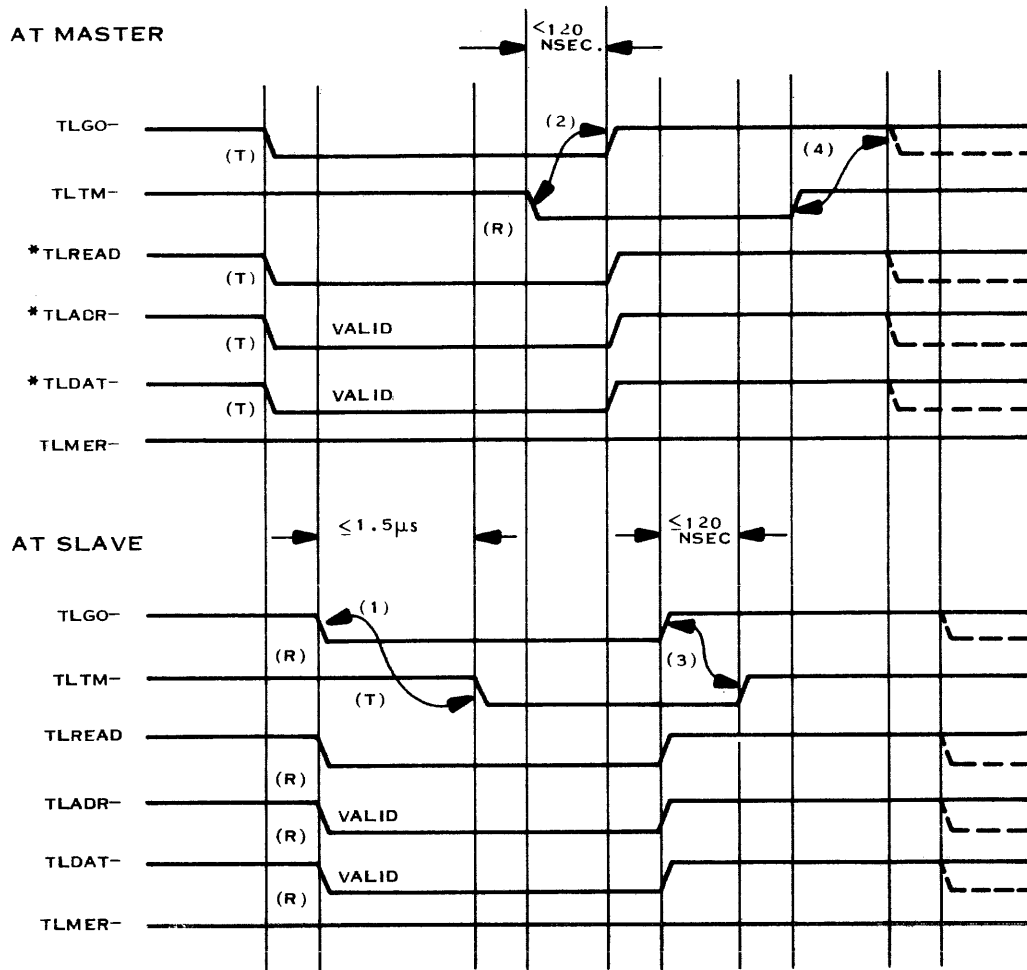 AT MASTER
<120
NSEC.
TLGO-
(T)
(2)
(4)
TLTM-
(R)
*TLREAD
(T)
*TLADR-
(T)
VALID
*TLDAT-
(T)
VALID
TLMER-
≤1.5µs
≤120
NSEC
AT SLAVE
TLGO-
(1)
(R)
(3)
TLTM-
(T)
TLREAD
(R)
TLADR-
(R)
VALID
TLDAT-
(R)
VALID
TLMER-